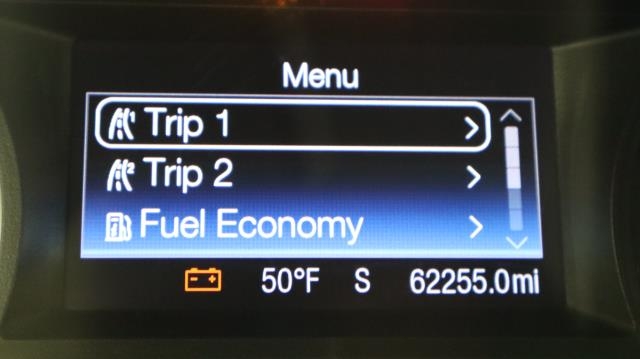 Menu
Trip 1
Trip 2
Fuel Economy
50°F S 62255.0mi